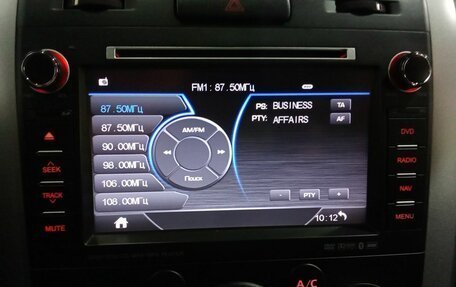 FM1: 87.50МГц
87.50МГц
87.50МГц
90.00МГц
98.00МГц
106.00МГц
108.00МГц
AM/FM
Поиск
PS: BUSINESS TA
PTY: AFFAIRS AF
- PTY +
10:12
SEEK
TRACK
MUTE
DVD
RADIO
NAV
MENU
A/C